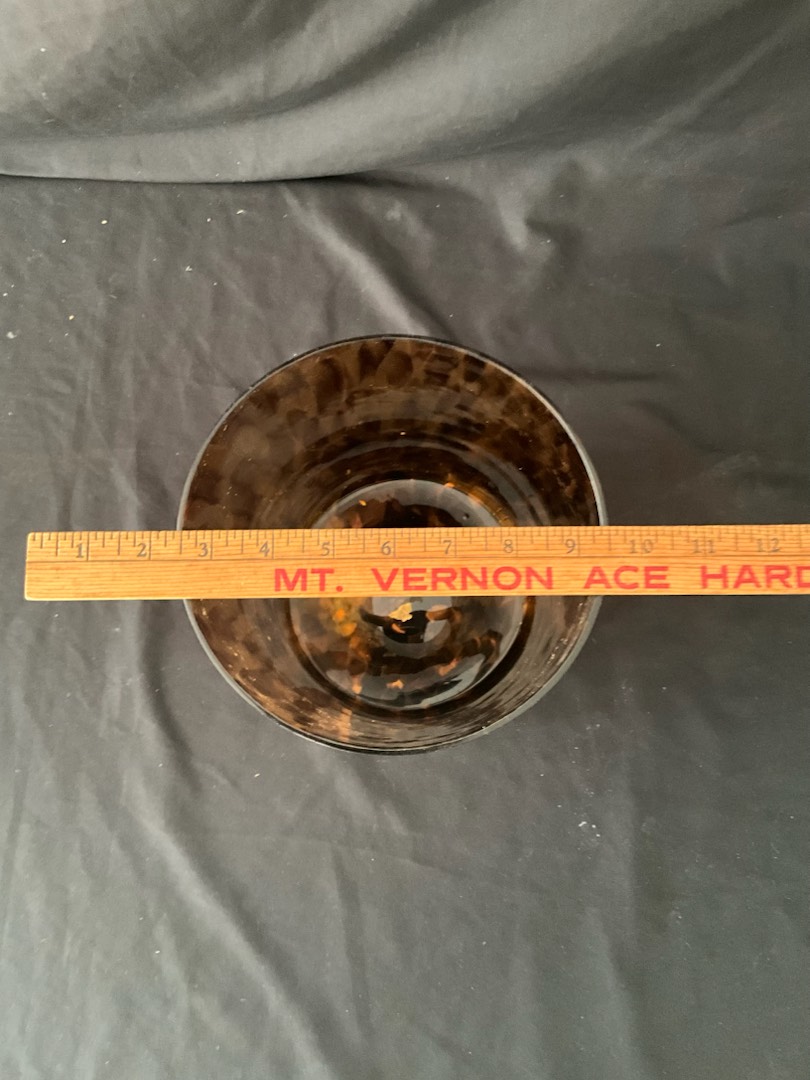 1 2 3 4 5 6 7 8 9 10 11 12
MT. VERNON ACE HARD